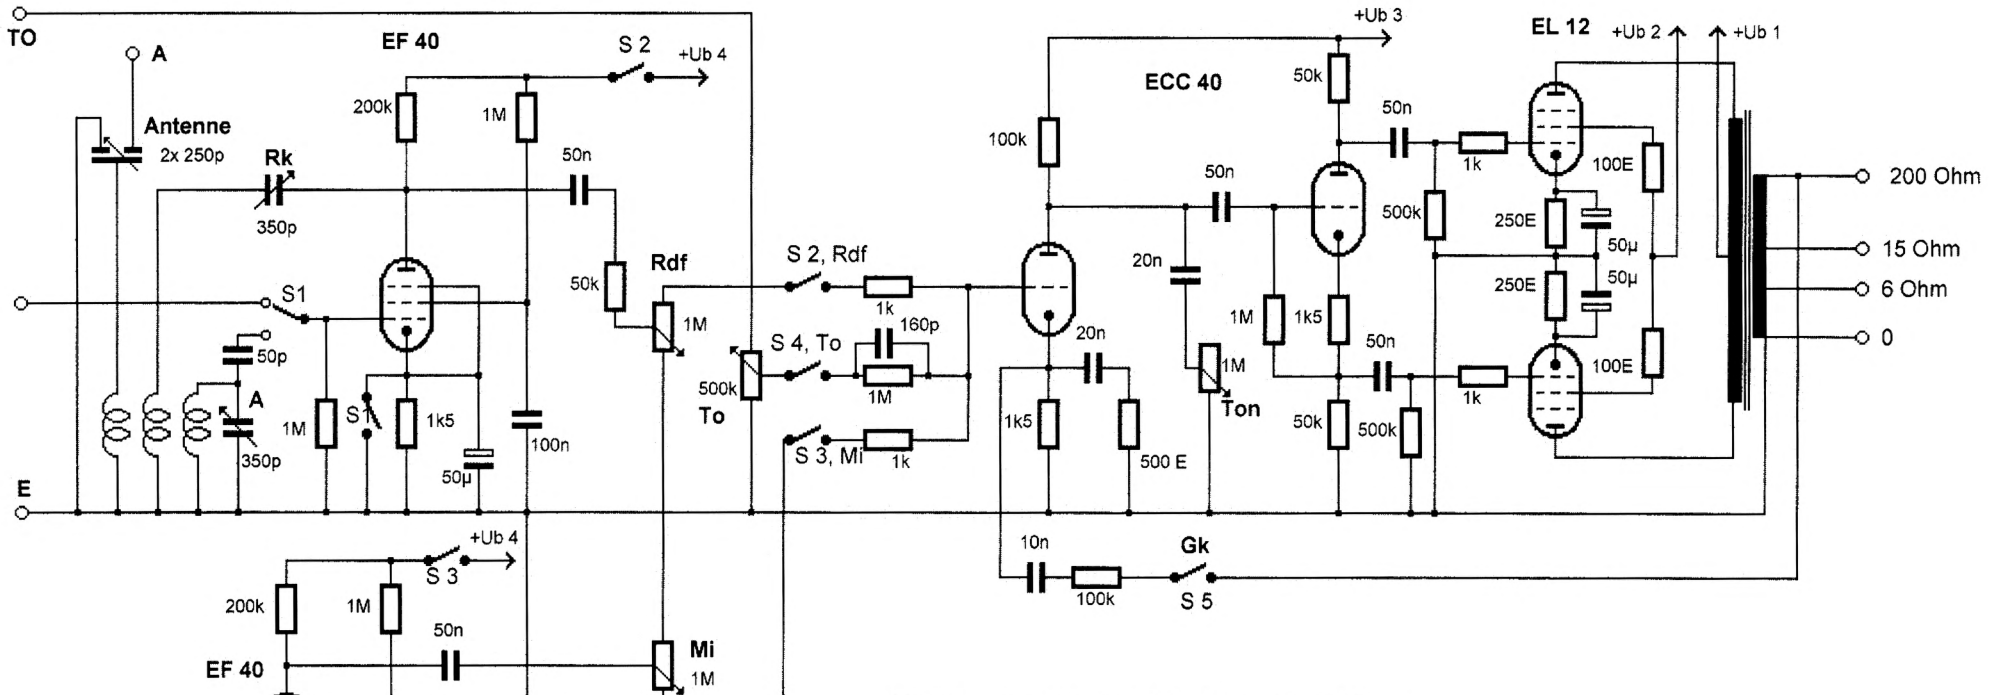 TO
A
EF 40
S 2
+Ub 4
Antenne
2x 250p
200k
1M
Rk
350p
50n
50k
Rdf
1M
S1
50p
A
350p
1M
S1
1k5
50µ
100n
E
500k
To
S 2, Rdf
1k
160p
S 4, To
1M
S 3, Mi
1k
+Ub 3
ECC 40
100k
50k
50n
20n
1k5
20n
500 E
1M
Ton
1M
1k5
50n
50k
500k
50n
1k
500k
1k
EL 12
+Ub 2
+Ub 1
100E
250E
50µ
50µ
250E
100E
200 Ohm
15 Ohm
6 Ohm
0
10n
100k
Gk
S 5
+Ub 4
S 3
200k
1M
50n
EF 40
Mi
1M